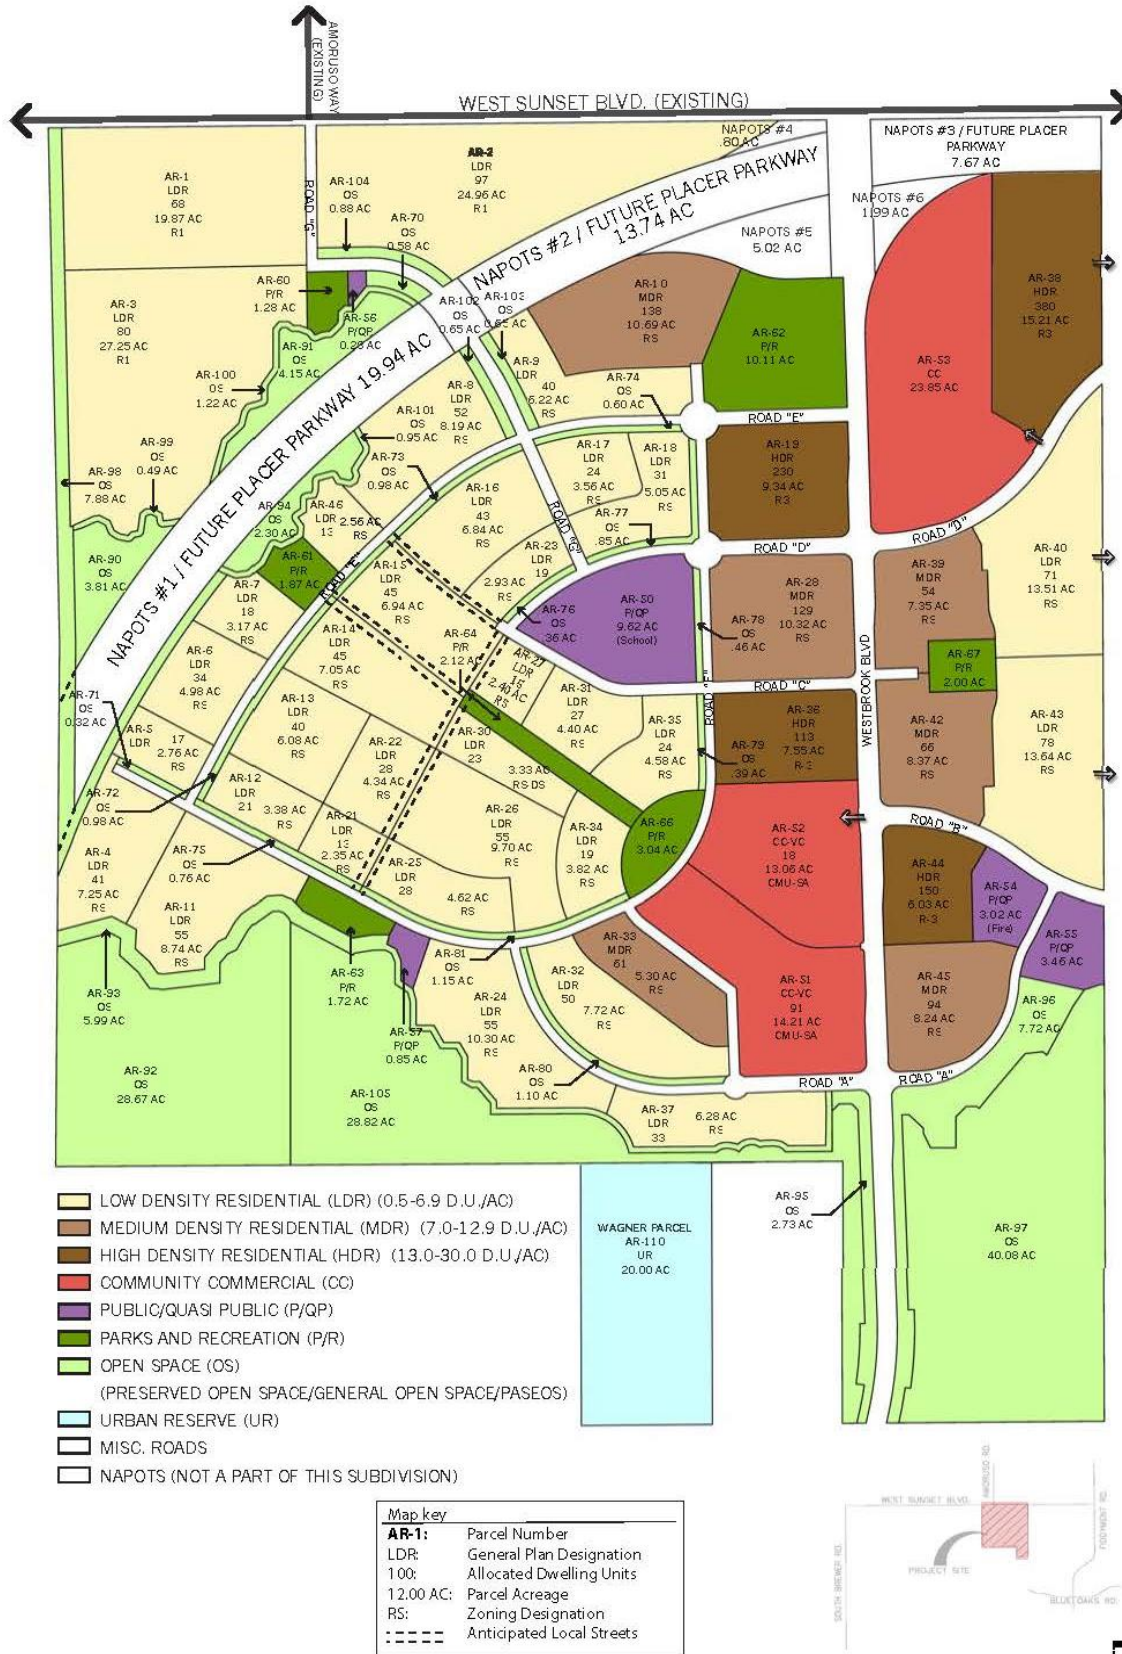 AMORUSO WAY
(EXISTING)
WEST SUNSET BLVD. (EXISTING)
NAPOTS #4
.80 AC
NAPOTS #3 / FUTURE PLACER
PARKWAY
7.67 AC
AR-1
LDR
68
19.87 AC
R1
ROAD "G"
AR-104
OS
0.88 AC
AR-2
LDR
97
24.96 AC
R1
AR-70
OS
0.58 AC
NAPOTS #2 / FUTURE PLACER PARKWAY
13.74 AC
NAPOTS #5
5.02 AC
NAPOTS #6
1.199 AC
AR-3
LDR
80
27.25 AC
R1
AR-60
P/R
1.28 AC
AR-56
P/QP
0.28 AC
AR-91
OS
4.15 AC
AR-100
OS
1.22 AC
AR-102
OS
0.65 AC
AR-103
OS
0.65 AC
AR-10
MDR
138
10.69 AC
RS
AR-62
P/R
10.11 AC
AR-53
CC
23.85 AC
AR-38
HDR
380
15.21 AC
R3
AR-9
LDR
40
6.22 AC
RS
AR-8
LDR
52
8.19 AC
RS
AR-74
OS
0.60 AC
AR-101
OS
0.95 AC
AR-73
OS
0.98 AC
ROAD "E"
AR-99
OS
0.49 AC
AR-98
OS
7.88 AC
NAPOTS #1 / FUTURE PLACER PARKWAY 19.94 AC
AR-17
LDR
24
3.56 AC
RS
AR-18
LDR
31
5.05 AC
RS
AR-19
HDR
230
9.34 AC
R3
AR-16
LDR
43
6.84 AC
RS
AR-46
LDR
13
2.56 AC
RS
AR-94
OS
2.30 AC
AR-77
OS
.85 AC
ROAD "G"
ROAD "D"
ROAD "D"
AR-90
OS
3.81 AC
AR-61
P/R
1.87 AC
ROAD "E"
AR-7
LDR
18
3.17 AC
RS
AR-15
LDR
45
6.94 AC
RS
AR-23
LDR
19
2.93 AC
RS
AR-76
OS
.36 AC
AR-50
P/QP
9.62 AC
(School)
AR-78
OS
.46 AC
AR-28
MDR
129
10.32 AC
RS
AR-39
MDR
54
7.35 AC
RS
AR-40
LDR
71
13.51 AC
RS
AR-14
LDR
45
7.05 AC
RS
AR-64
P/R
2.12 AC
AR-27
LDR
2.40 AC
RS
AR-67
P/R
2.00 AC
AR-6
LDR
34
4.98 AC
RS
AR-71
OS
0.32 AC
AR-13
LDR
40
6.08 AC
RS
AR-31
LDR
27
4.40 AC
RS
ROAD "C"
ROAD "F"
WESTBROOK BLVD
AR-35
LDR
24
4.58 AC
RS
AR-79
OS
.39 AC
AR-36
HDR
113
7.55 AC
R-3
AR-42
MDR
66
8.37 AC
RS
AR-43
LDR
78
13.64 AC
RS
AR-5
LDR
17
2.76 AC
RS
AR-22
LDR
28
4.34 AC
RS
AR-30
LDR
23
3.33 AC
RS DS
AR-72
OS
0.98 AC
AR-12
LDR
21
3.38 AC
RS
AR-21
LDR
13
2.35 AC
RS
AR-26
LDR
55
9.70 AC
RS
AR-34
LDR
19
3.82 AC
RS
AR-66
P/R
3.04 AC
AR-52
CC-VC
18
13.06 AC
CMU-SA
ROAD "B"
AR-4
LDR
41
7.25 AC
RS
AR-75
OS
0.76 AC
AR-25
LDR
28
4.62 AC
RS
AR-44
HDR
150
6.03 AC
R-3
AR-54
P/QP
3.02 AC
(Fire)
AR-55
P/QP
3.46 AC
AR-11
LDR
55
8.74 AC
RS
AR-33
MDR
61
5.30 AC
RS
AR-81
OS
1.15 AC
AR-63
P/R
1.72 AC
AR-32
LDR
50
7.72 AC
RS
AR-51
CC-VC
91
14.21 AC
CMU-SA
AR-45
MDR
94
8.24 AC
RS
AR-96
OS
7.72 AC
AR-93
OS
5.99 AC
AR-24
LDR
55
10.30 AC
RS
AR-57
P/QP
0.85 AC
AR-92
OS
28.67 AC
AR-105
OS
28.82 AC
AR-80
OS
1.10 AC
ROAD "A"
ROAD "A"
AR-37
LDR
33
6.28 AC
RS
AR-95
OS
2.73 AC
AR-97
OS
40.08 AC
WAGNER PARCEL
AR-110
UR
20.00 AC
LOW DENSITY RESIDENTIAL (LDR) (0.5-6.9 D.U./AC)
MEDIUM DENSITY RESIDENTIAL (MDR) (7.0-12.9 D.U./AC)
HIGH DENSITY RESIDENTIAL (HDR) (13.0-30.0 D.U./AC)
COMMUNITY COMMERCIAL (CC)
PUBLIC/QUASI PUBLIC (P/QP)
PARKS AND RECREATION (P/R)
OPEN SPACE (OS)
(PRESERVED OPEN SPACE/GENERAL OPEN SPACE/PASEOS)
URBAN RESERVE (UR)
MISC. ROADS
NAPOTS (NOT A PART OF THIS SUBDIVISION)
Map key
AR-1: Parcel Number
LDR: General Plan Designation
100: Allocated Dwelling Units
12.00 AC: Parcel Acreage
RS: Zoning Designation
Anticipated Local Streets
WEST SUNSET BLVD.
AMORUSO RD.
SOUTH BREWER RD.
PROJECT SITE
FIDDYMENT RD.
BLUE OAKS RD.